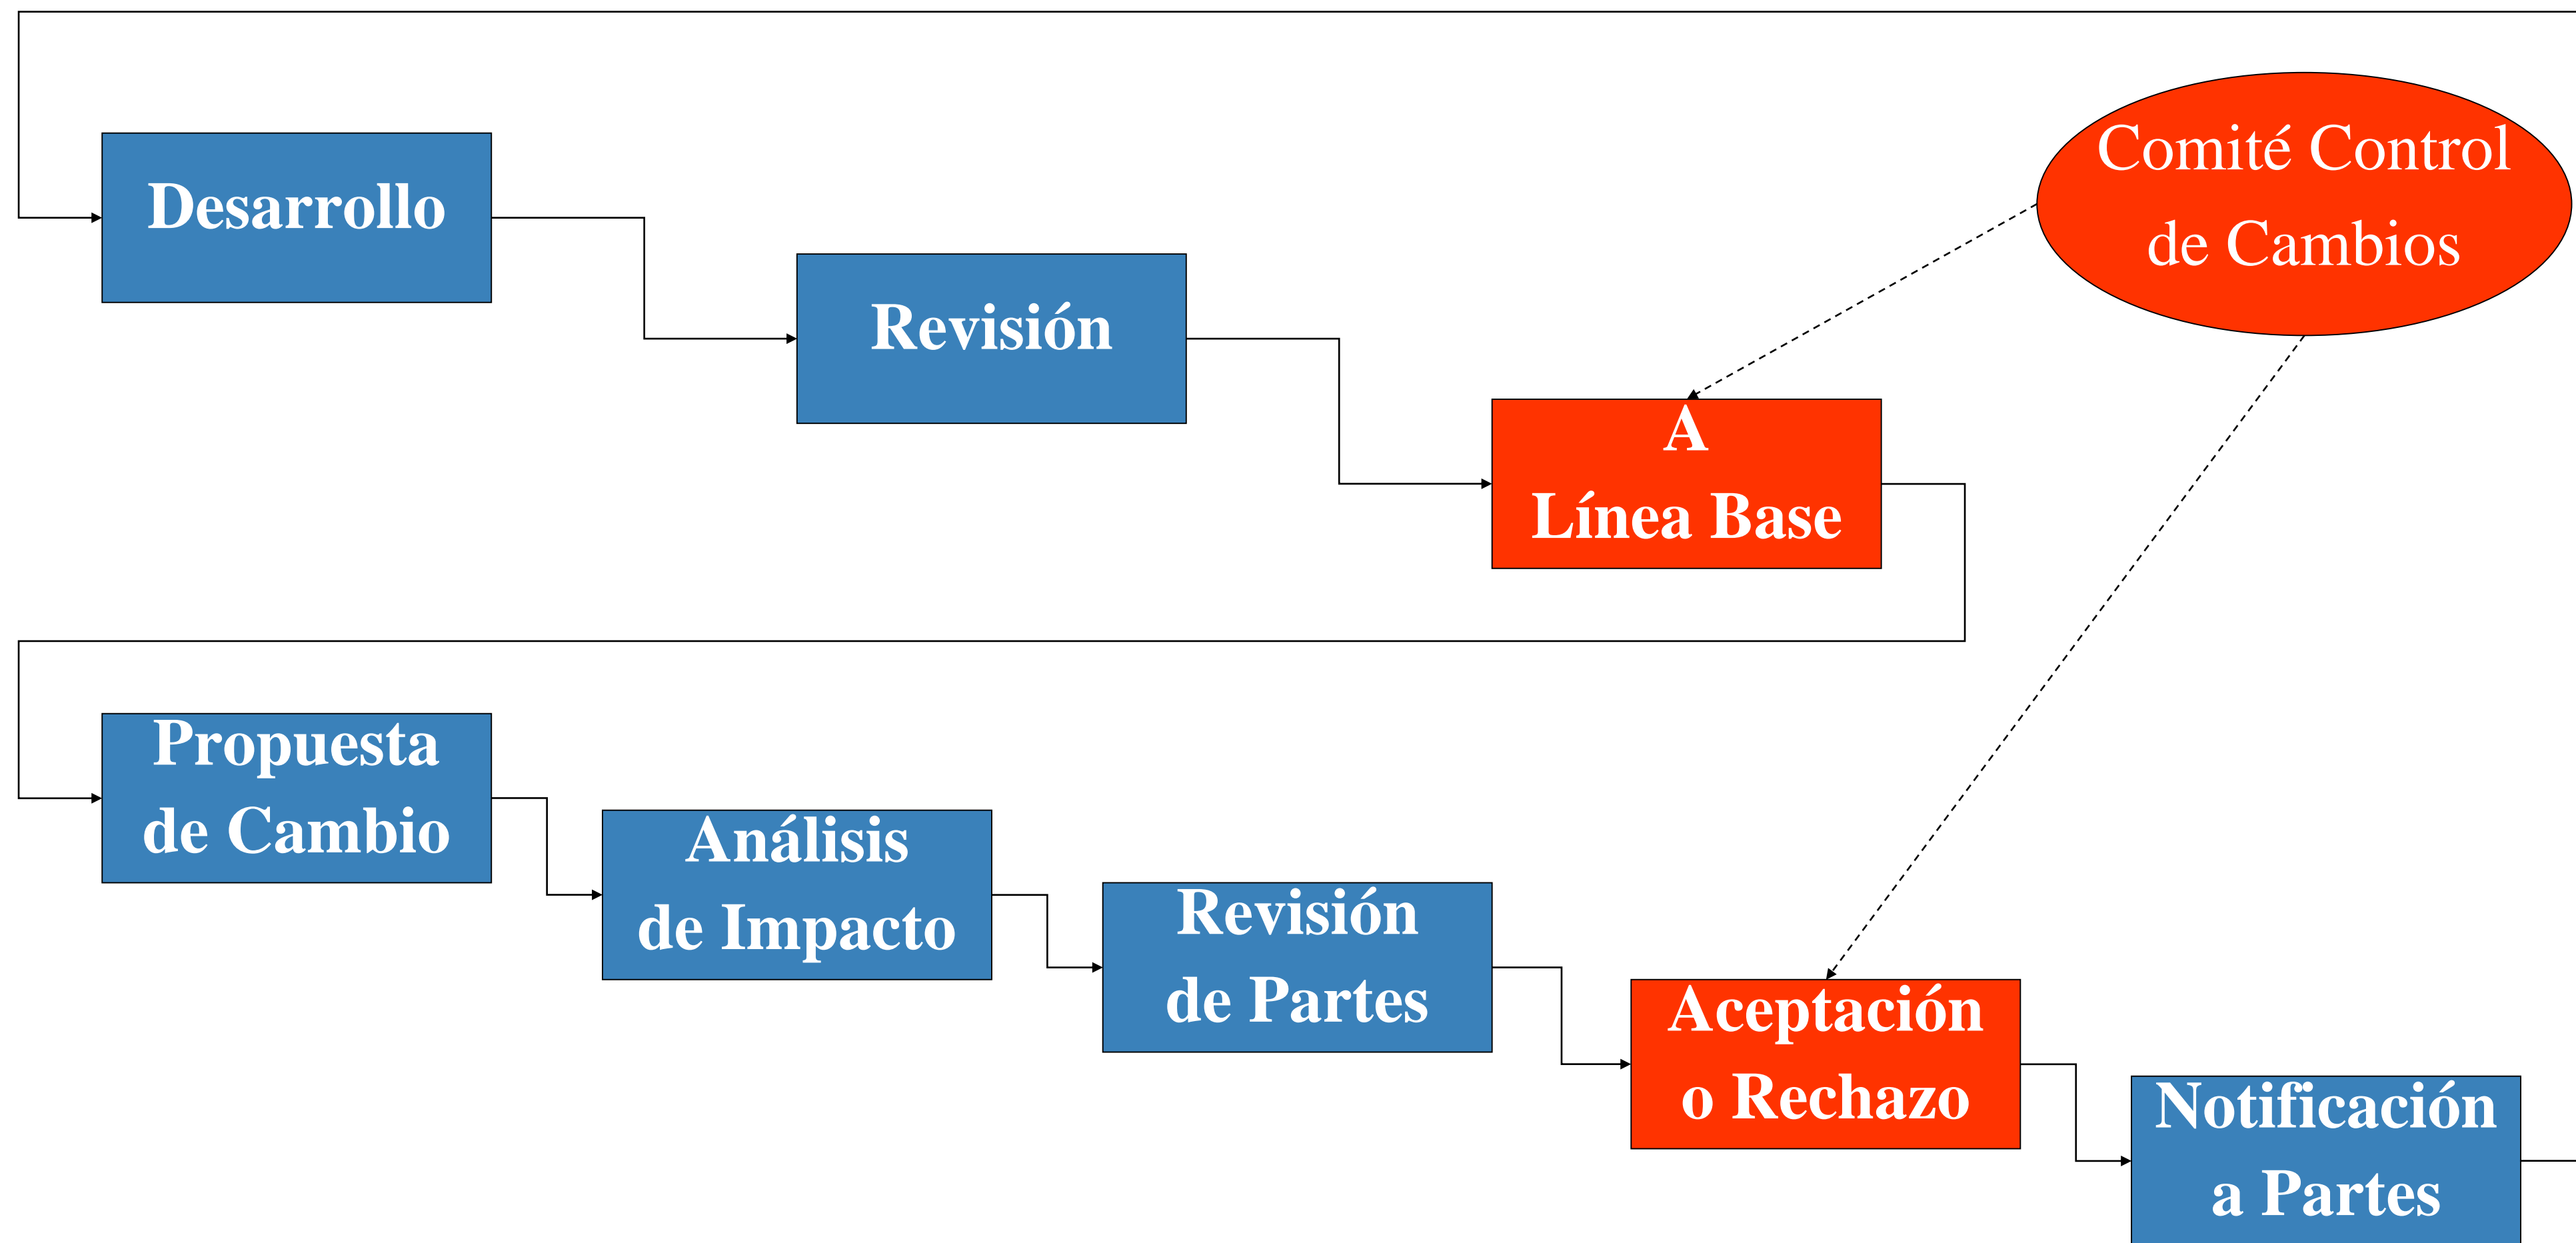 Comité Control
de Cambios
Desarrollo
Revisión
A
Línea Base
Propuesta
de Cambio
Análisis
de Impacto
Revisión
de Partes
Aceptación
o Rechazo
Notificación
a Partes